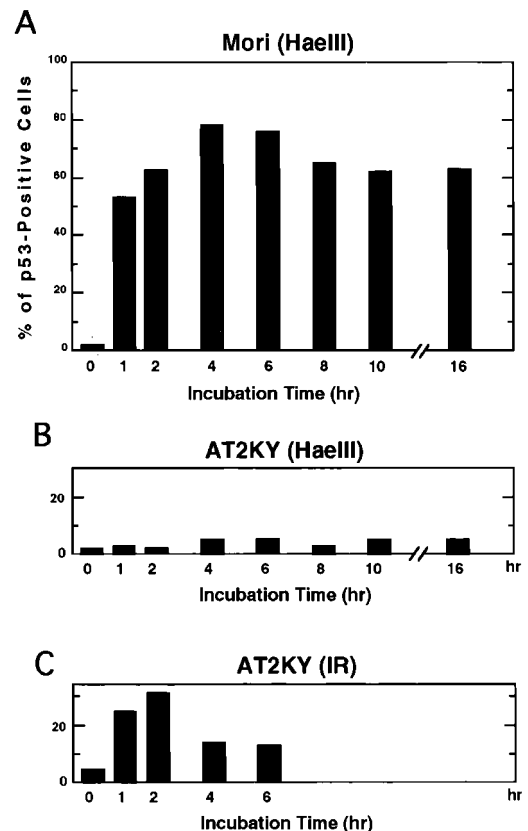 A
Mori (HaeIII)
% of p53-Positive Cells
100
80
60
40
20
0
0 1 2 4 6 8 10 16
Incubation Time (hr)
B
AT2KY (HaeIII)
20
0
0 1 2 4 6 8 10 16 hr
Incubation Time (hr)
C
AT2KY (IR)
20
0
0 1 2 4 6 hr
Incubation Time (hr)